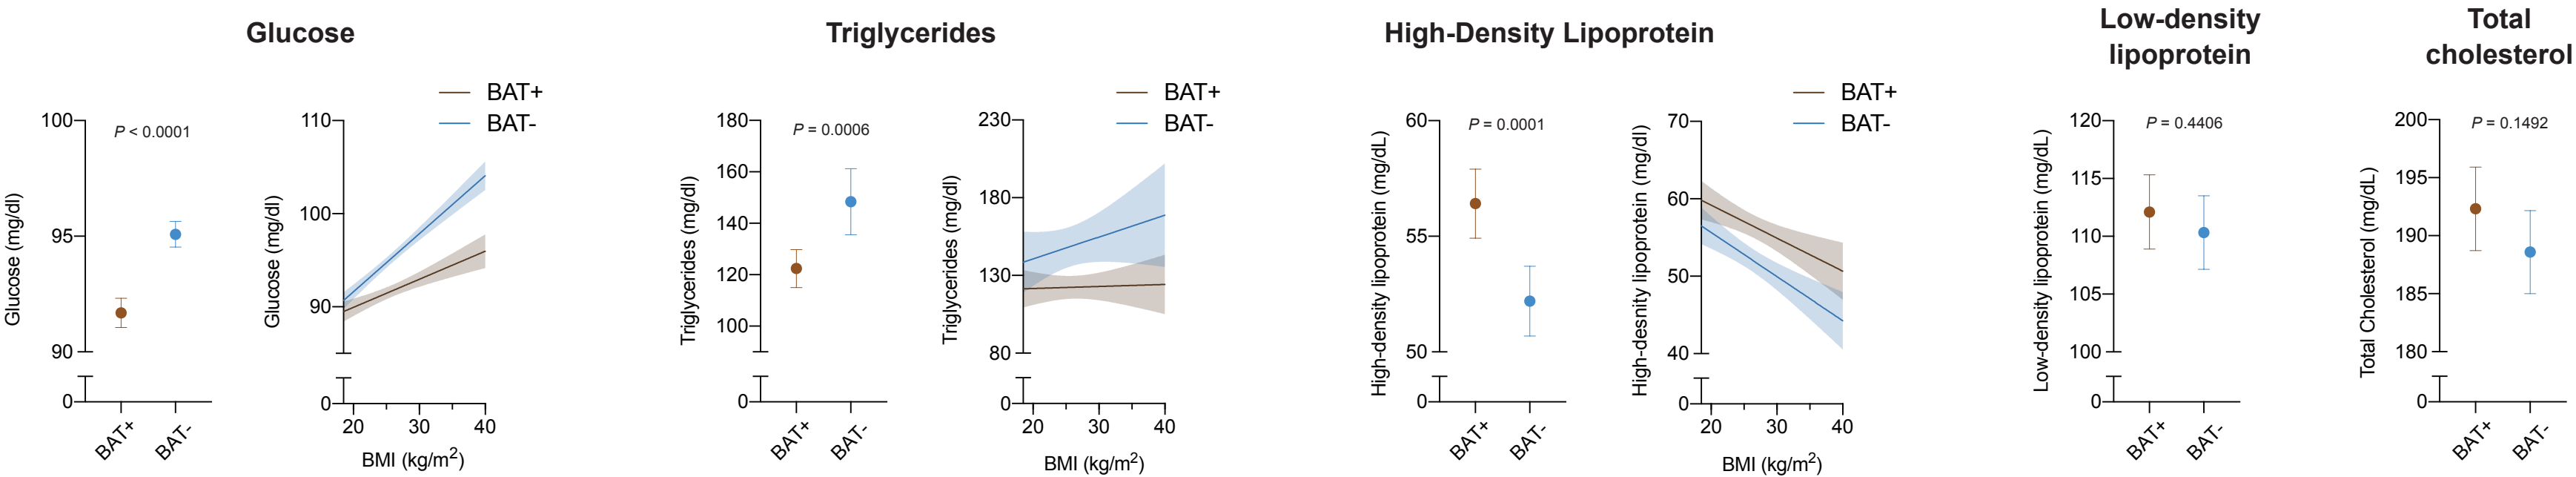 Glucose
BAT+
BAT-
100
95
90
0
Glucose (mg/dl)
P < 0.0001
BAT+
BAT-
110
100
90
0
Glucose (mg/dl)
20 30 40
BMI (kg/m²)
Triglycerides
BAT+
BAT-
180
160
140
120
100
0
Triglycerides (mg/dl)
P = 0.0006
BAT+
BAT-
230
180
130
80
0
Triglycerides (mg/dl)
20 30 40
BMI (kg/m²)
High-Density Lipoprotein
BAT+
BAT-
60
55
50
0
High-density lipoprotein (mg/dL)
P = 0.0001
BAT+
BAT-
70
60
50
40
0
High-desnity lipoprotein (mg/dl)
20 30 40
BMI (kg/m²)
Low-density
lipoprotein
120
115
110
105
100
0
Low-density lipoprotein (mg/dL)
P = 0.4406
BAT+
BAT-
Total
cholesterol
200
195
190
185
180
0
Total Cholesterol (mg/dL)
P = 0.1492
BAT+
BAT-